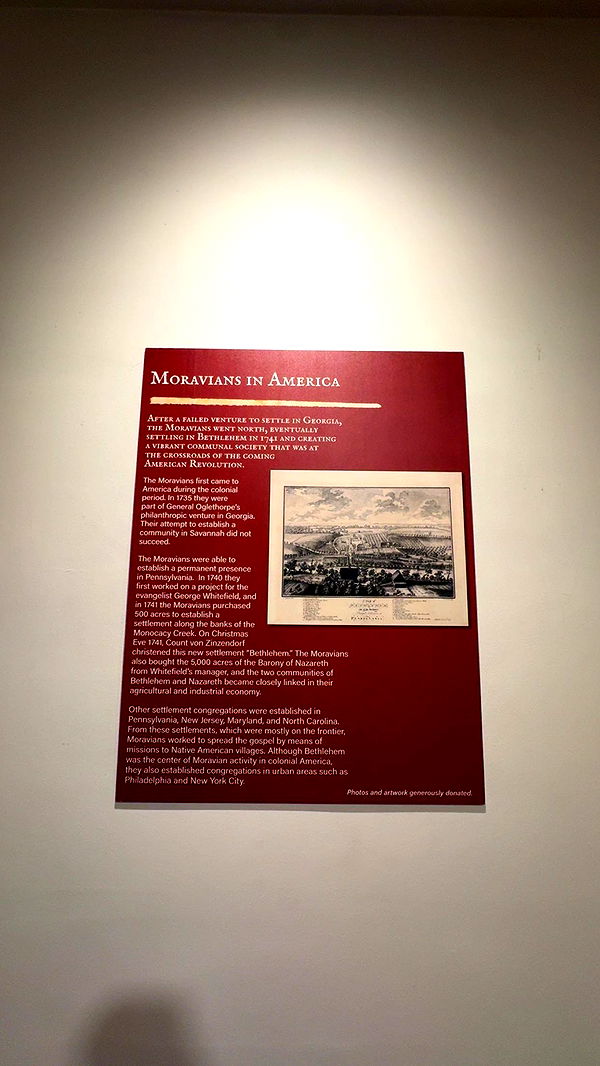 MORAVIANS IN AMERICA
AFTER A FAILED VENTURE TO SETTLE IN GEORGIA,
THE MORAVIANS WENT NORTH, EVENTUALLY
SETTLING IN BETHLEHEM IN 1741 AND CREATING
A VIBRANT COMMUNAL SOCIETY THAT WAS AT
THE CROSSROADS OF THE COMING
AMERICAN REVOLUTION.
The Moravians first came to
America during the colonial
period. In 1735 they were
part of General Oglethorpe's
philanthropic venture in Georgia.
Their attempt to establish a
community in Savannah did not
succeed.
The Moravians were able to
establish a permanent presence
in Pennsylvania. In 1740 they
first worked on a project for the
evangelist George Whitefield, and
in 1741 the Moravians purchased
500 acres to establish a
settlement along the banks of the
Monocacy Creek. On Christmas
Eve 1741, Count von Zinzendorf
christened this new settlement "Bethlehem." The Moravians
also bought the 5,000 acres of the Barony of Nazareth
from Whitefield's manager, and the two communities of
Bethlehem and Nazareth became closely linked in their
agricultural and industrial economy.
Other settlement congregations were established in
Pennsylvania, New Jersey, Maryland, and North Carolina.
From these settlements, which were mostly on the frontier,
Moravians worked to spread the gospel by means of
missions to Native American villages. Although Bethlehem
was the center of Moravian activity in colonial America,
they also established congregations in urban areas such as
Philadelphia and New York City.
Photos and artwork generously donated.